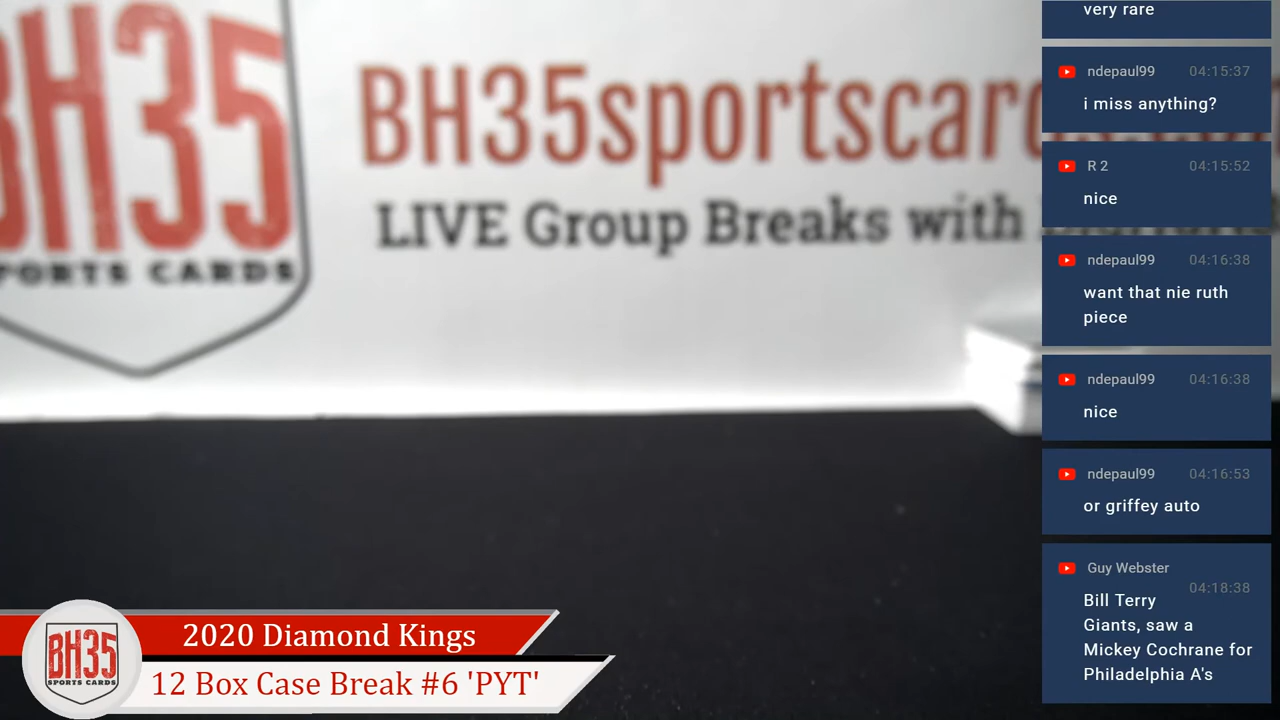 BH35
SPORTS CARDS
BH35sportscards.com
LIVE Group Breaks with
2020 Diamond Kings
12 Box Case Break #6 'PYT'
BH35
SPORTS CARDS
very rare
ndepaul99 04:15:37
i miss anything?
R 2 04:15:52
nice
ndepaul99 04:16:38
want that nie ruth
piece
ndepaul99 04:16:38
nice
ndepaul99 04:16:53
or griffey auto
Guy Webster
04:18:38
Bill Terry
Giants, saw a
Mickey Cochrane for
Philadelphia A's